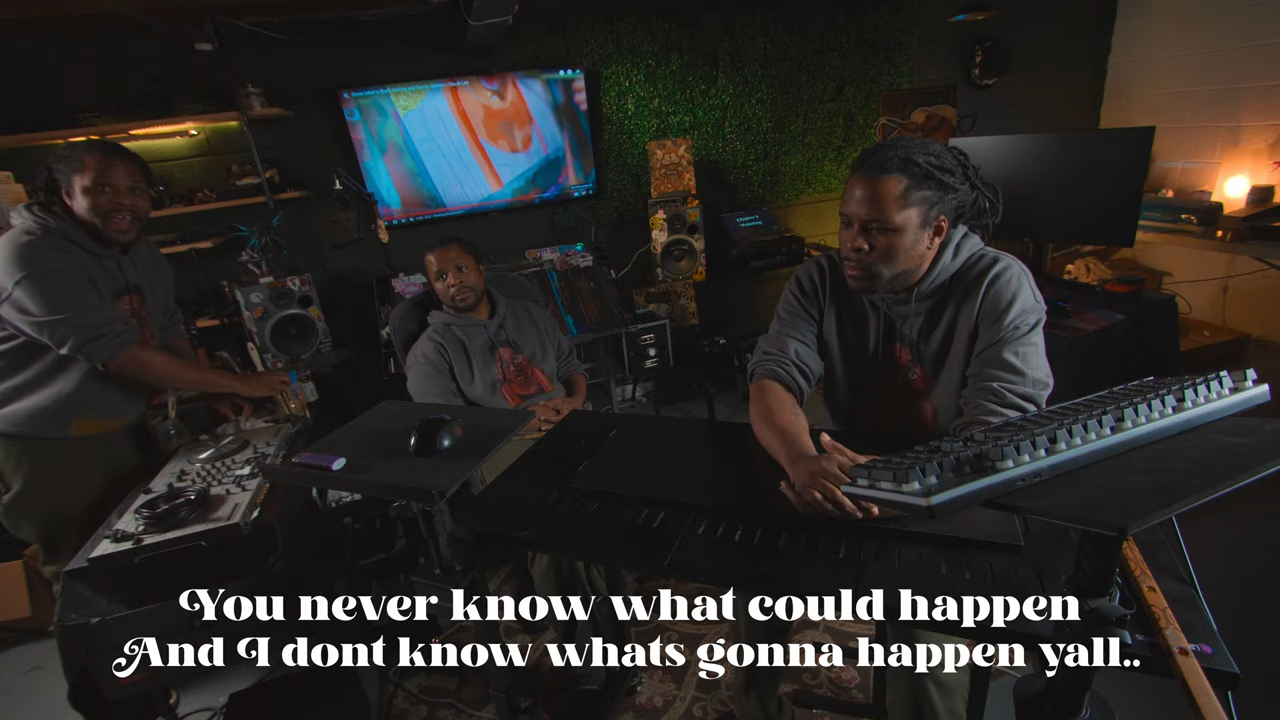 You never know what could happen
And I dont know whats gonna happen yall..